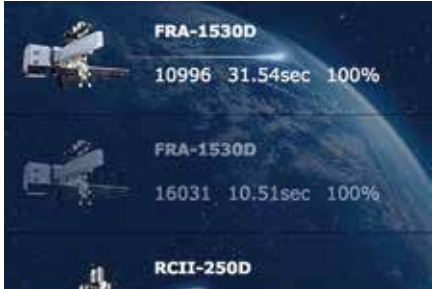 FRA-1530D
10996 31.54sec 100%
FRA-1530D
16031 10.51sec 100%
RCII-250D